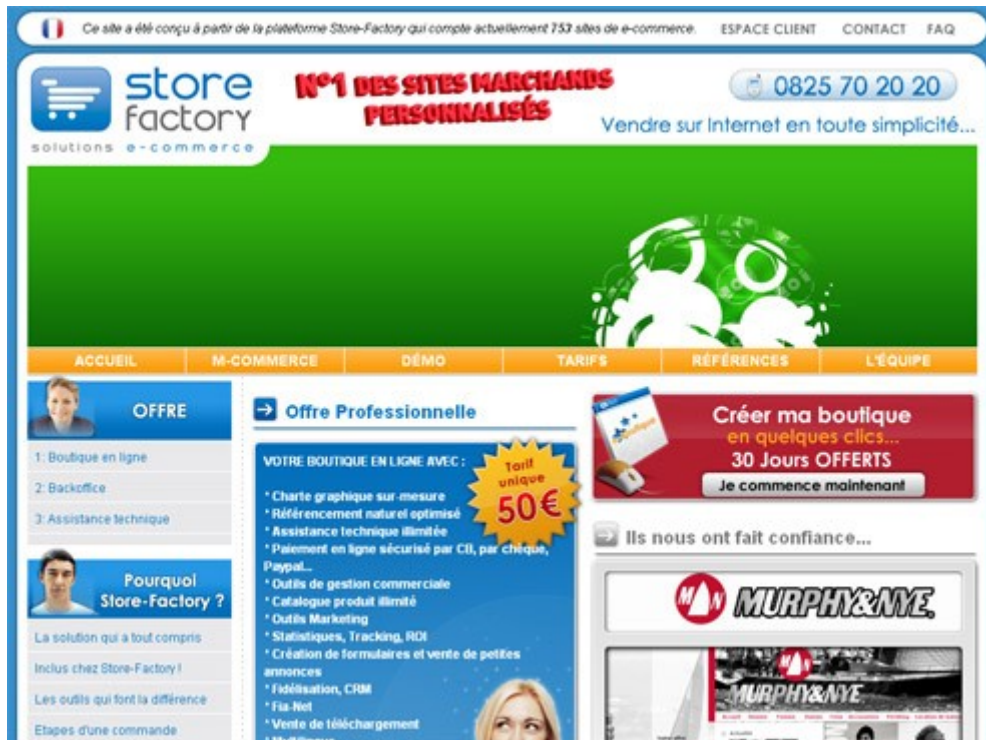 Ce site a été conçu à partir de la plateforme Store-Factory qui compte actuellement 753 sites de e-commerce.
ESPACE CLIENT
CONTACT
FAQ
store
factory
solutions e-commerce
N°1 DES SITES MARCHANDS
PERSONNALISÉS
0825 70 20 20
Vendre sur Internet en toute simplicité...
ACCUEIL
M-COMMERCE
DÉMO
TARIFS
RÉFÉRENCES
L'ÉQUIPE
OFFRE
1: Boutique en ligne
2: Backoffice
3: Assistance technique
Pourquoi
Store-Factory ?
La solution qui a tout compris
Inclus chez Store-Factory !
Les outils qui font la différence
Etapes d'une commande
Offre Professionnelle
VOTRE BOUTIQUE EN LIGNE AVEC :
Tarif
unique
50€
* Charte graphique sur-mesure
* Référencement naturel optimisé
* Assistance technique illimitée
* Paiement en ligne sécurisé par CB, par chèque,
Paypal...
* Outils de gestion commerciale
* Catalogue produit illimité
* Outils Marketing
* Statistiques, Tracking, ROI
* Création de formulaires et vente de petites
annonces
* Fidélisation, CRM
* Fia-Net
* Vente de téléchargement
Créer ma boutique
en quelques clics...
30 Jours OFFERTS
Je commence maintenant
Ils nous ont fait confiance...
MURPHY&NYE
MURPHY&NYE